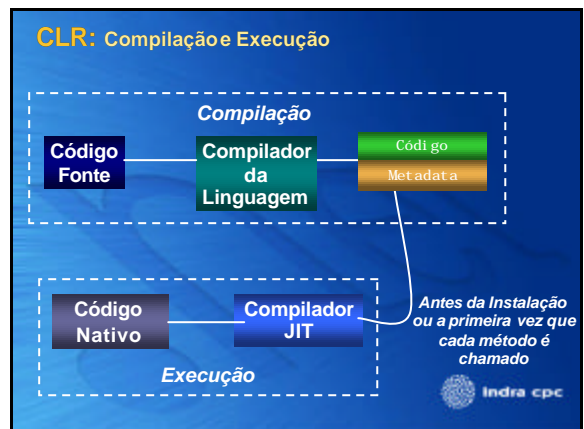 CLR: Compilação e Execução
Compilação
Código
Fonte
Compilador
da
Linguagem
Código
Metadata
Código
Nativo
Compilador
JIT
Execução
Antes da Instalação
ou a primeira vez que
cada método é
chamado
Indra cpc